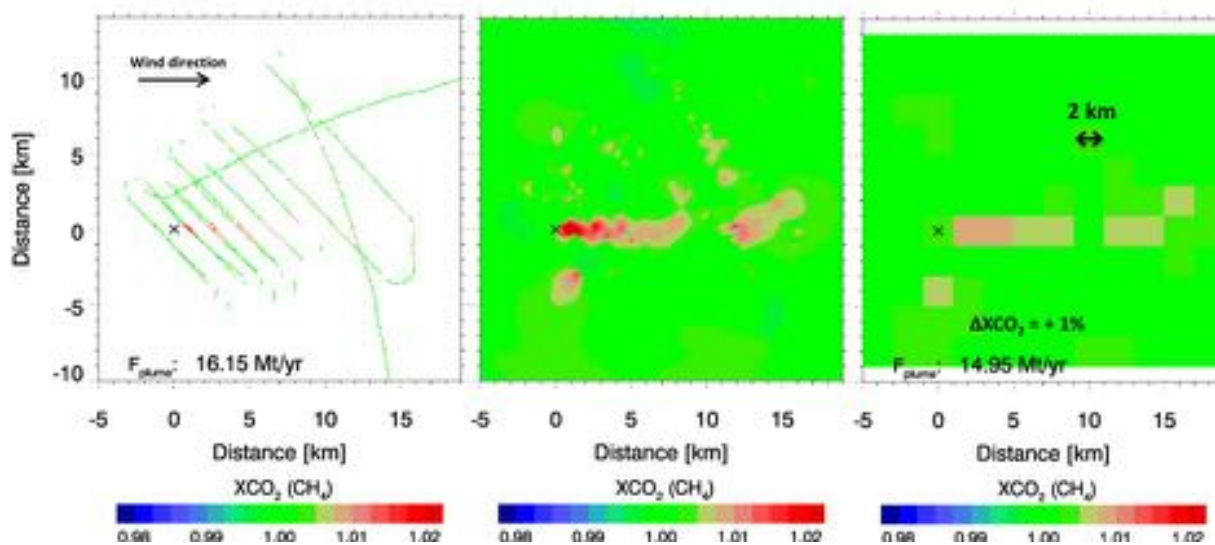 Wind direction
2 km
ΔXCO₂ = + 1%
F_plume: 16.15 Mt/yr
F_plume: 14.95 Mt/yr
Distance [km]
10
5
0
-5
-10
-5 0 5 10 15
-5 0 5 10 15
-5 0 5 10 15
Distance [km]
Distance [km]
Distance [km]
XCO₂ (CH₄)
XCO₂ (CH₄)
XCO₂ (CH₄)
0.98 0.99 1.00 1.01 1.02
0.98 0.99 1.00 1.01 1.02
0.98 0.99 1.00 1.01 1.02